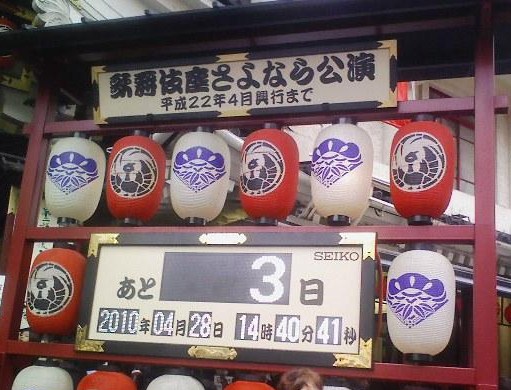 歌舞伎座さよなら公演
平成22年4月興行まで
SEIKO
あと 3日
2010年04月28日 14時40分41秒